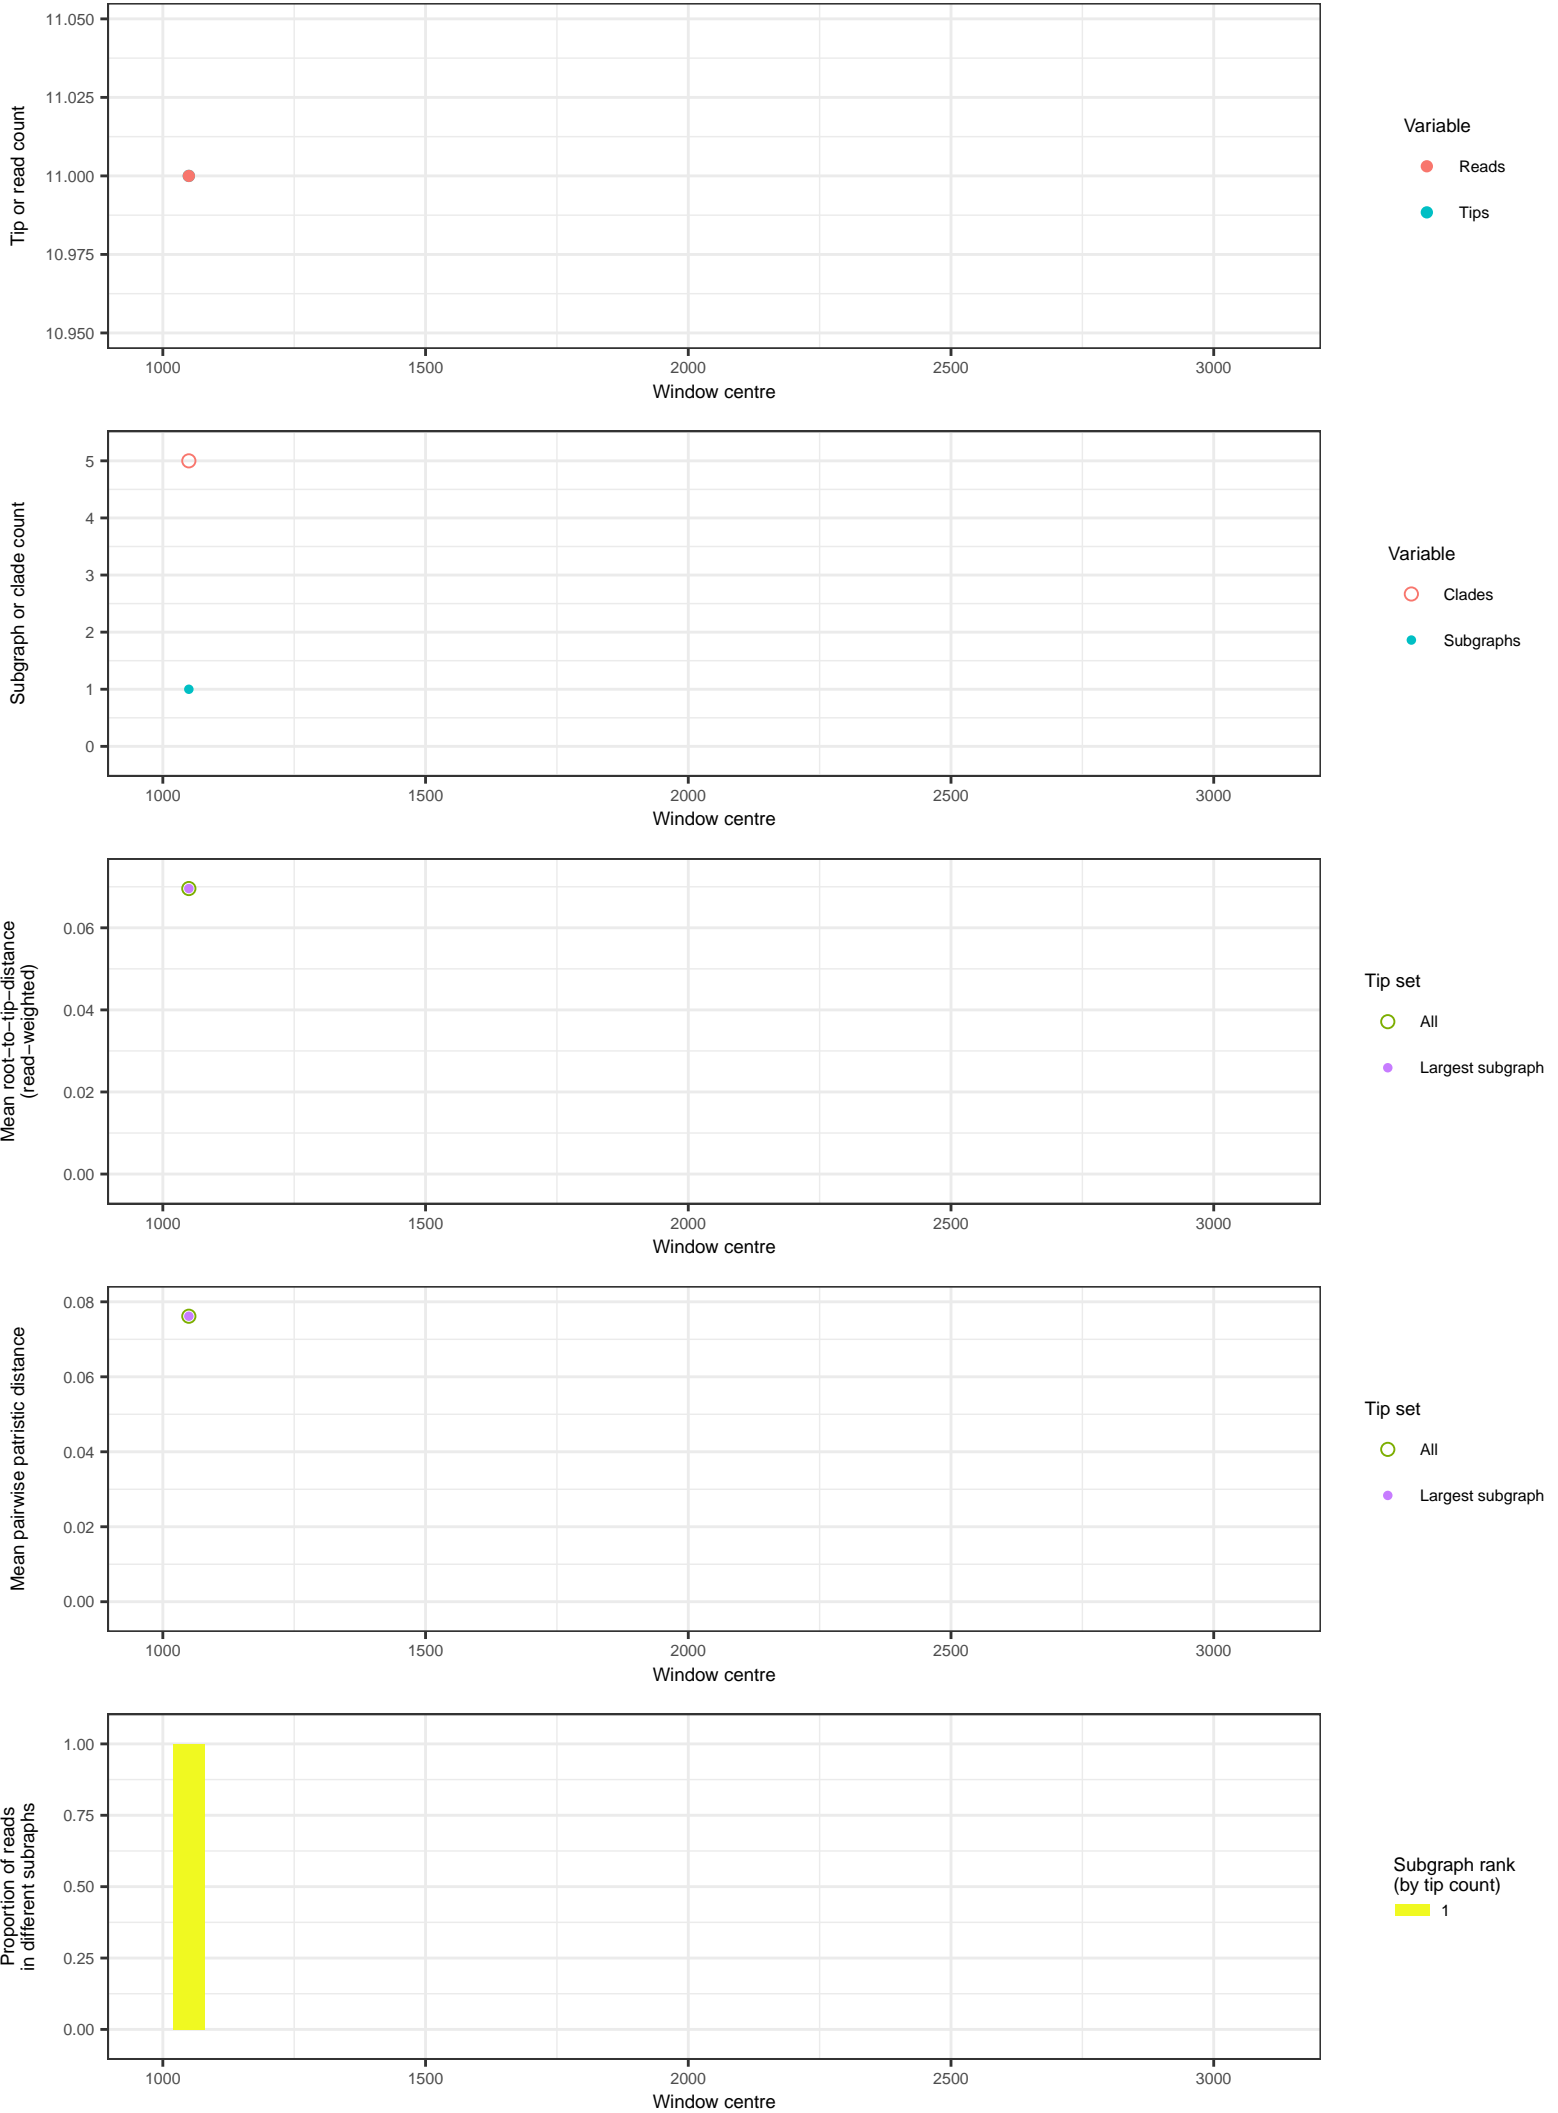 11.050
11.025
11.000
10.975
10.950
Tip or read count
1000 1500 2000 2500 3000
Window centre
Variable
Reads
Tips
5
4
3
2
1
0
Subgraph or clade count
1000 1500 2000 2500 3000
Window centre
Variable
Clades
Subgraphs
0.06
0.04
0.02
0.00
Mean root−to−tip−distance
(read−weighted)
1000 1500 2000 2500 3000
Window centre
Tip set
All
Largest subgraph
0.08
0.06
0.04
0.02
0.00
Mean pairwise patristic distance
1000 1500 2000 2500 3000
Window centre
Tip set
All
Largest subgraph
1.00
0.75
0.50
0.25
0.00
Proportion of reads
in different subraphs
1000 1500 2000 2500 3000
Window centre
Subgraph rank
(by tip count)
1